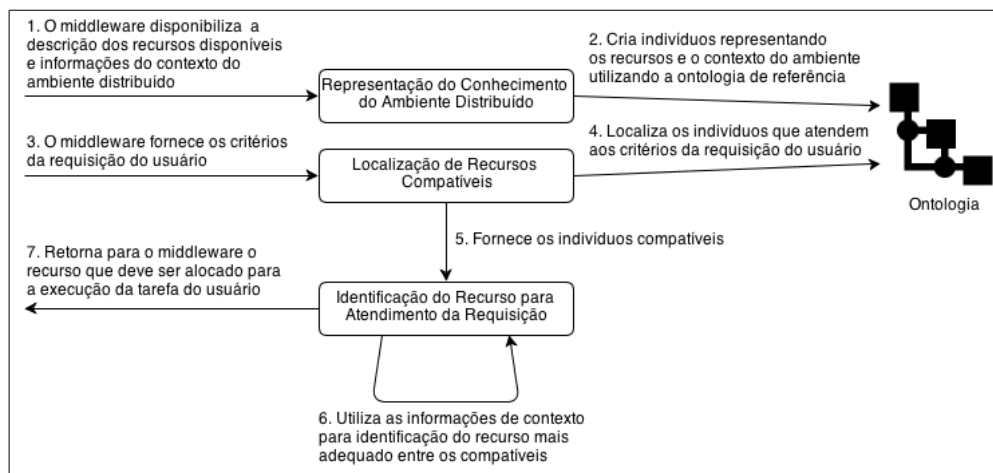 1. O middleware disponibiliza a
descrição dos recursos disponíveis
e informações do contexto do
ambiente distribuído
Representação do Conhecimento
do Ambiente Distribuído
2. Cria indivíduos representando
os recursos e o contexto do ambiente
utilizando a ontologia de referência
3. O middleware fornece os critérios
da requisição do usuário
Localização de Recursos
Compatíveis
4. Localiza os indivíduos que atendem
aos critérios da requisição do usuário
Ontologia
5. Fornece os indivíduos compatíveis
7. Retorna para o middleware o
recurso que deve ser alocado para
a execução da tarefa do usuário
Identificação do Recurso para
Atendimento da Requisição
6. Utiliza as informações de contexto
para identificação do recurso mais
adequado entre os compatíveis